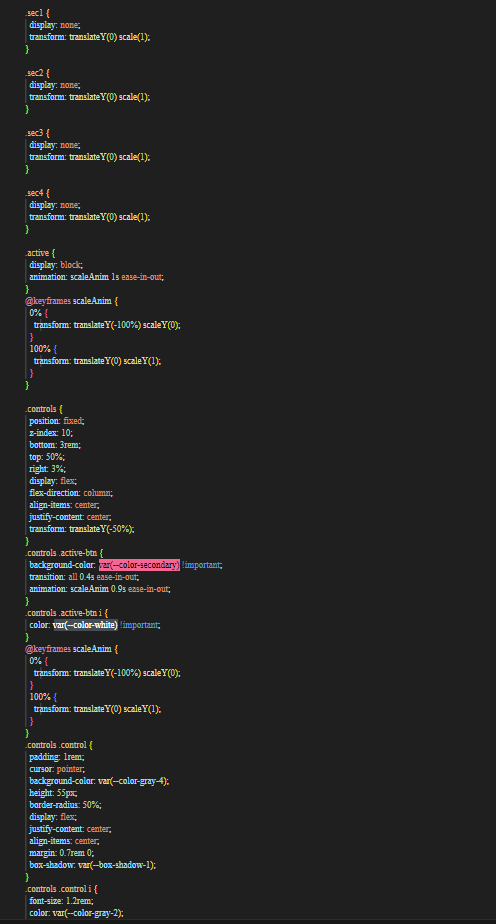 .sec1 {
display: none;
transform: translateY(0) scale(1);
}
.sec2 {
display: none;
transform: translateY(0) scale(1);
}
.sec3 {
display: none;
transform: translateY(0) scale(1);
}
.sec4 {
display: none;
transform: translateY(0) scale(1);
}
.active {
display: block;
animation: scaleAnim 1s ease-in-out;
}
@keyframes scaleAnim {
0% {
transform: translateY(-100%) scaleY(0);
}
100% {
transform: translateY(0) scaleY(1);
}
}
.controls {
position: fixed;
z-index: 10;
bottom: 3rem;
top: 50%;
right: 3%;
display: flex;
flex-direction: column;
align-items: center;
justify-content: center;
transform: translateY(-50%);
}
.controls .active-btn {
background-color: var(--color-secondary) !important;
transition: all 0.4s ease-in-out;
animation: scaleAnim 0.9s ease-in-out;
}
.controls .active-btn i {
color: var(--color-white) !important;
}
@keyframes scaleAnim {
0% {
transform: translateY(-100%) scaleY(0);
}
100% {
transform: translateY(0) scaleY(1);
}
}
.controls .control {
padding: 1rem;
cursor: pointer;
background-color: var(--color-gray-4);
height: 55px;
border-radius: 50%;
display: flex;
justify-content: center;
align-items: center;
margin: 0.7rem 0;
box-shadow: var(--box-shadow-1);
}
.controls .control i {
font-size: 1.2rem;
color: var(--color-gray-2);